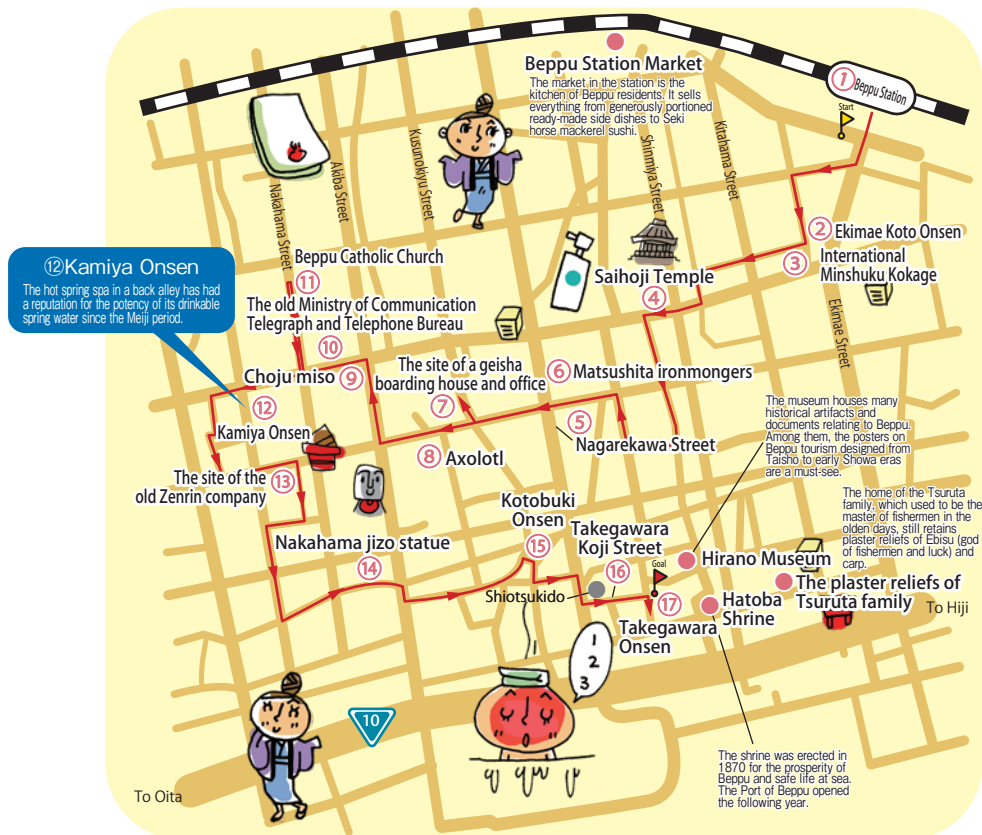 Beppu Station Market
The market in the station is the
kitchen of Beppu residents. It sells
everything from generously portioned
ready-made side dishes to Seki
horse mackerel sushi.
① Beppu Station
Start
Nakahama Street
Akiba Street
Kusunokiyu Street
Shinmiya Street
Kitahama Street
Ekimae Street
② Ekimae Koto Onsen
③ International
Minshuku Kokage
Saihoji Temple
④
⑫Kamiya Onsen
The hot spring spa in a back alley has had
a reputation for the potency of its drinkable
spring water since the Meiji period.
Beppu Catholic Church
⑪
The old Ministry of Communication
Telegraph and Telephone Bureau
⑩
Choju miso ⑨
The site of a geisha
boarding house and office
⑦
⑥ Matsushita ironmongers
⑤
Nagarekawa Street
⑧ Axolotl
⑫
Kamiya Onsen
The site of the
old Zenrin company
⑬
Nakahama jizo statue
⑭
Kotobuki
Onsen
⑮
Takegawara
Koji Street
⑯
Shiotsukido
Goal
⑰
Takegawara
Onsen
The museum houses many
historical artifacts and
documents relating to Beppu.
Among them, the posters on
Beppu tourism designed from
Taisho to early Showa eras
are a must-see.
Hirano Museum
The home of the Tsuruta
family, which used to be the
master of fishermen in the
olden days, still retains
plaster reliefs of Ebisu (god
of fishermen and luck) and
carp.
The plaster reliefs of
Tsuruta family
Hatoba
Shrine
To Hiji
The shrine was erected in
1870 for the prosperity of
Beppu and safe life at sea.
The Port of Beppu opened
the following year.
1
2
3
10
To Oita